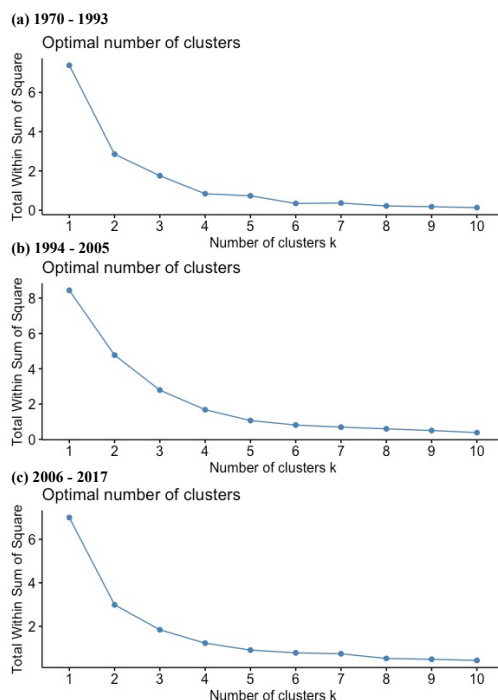 (a) 1970 - 1993
Optimal number of clusters
Total Within Sum of Square
6
4
2
0
1 2 3 4 5 6 7 8 9 10
Number of clusters k
(b) 1994 - 2005
Optimal number of clusters
Total Within Sum of Square
8
6
4
2
0
1 2 3 4 5 6 7 8 9 10
Number of clusters k
(c) 2006 - 2017
Optimal number of clusters
Total Within Sum of Square
6
4
2
1 2 3 4 5 6 7 8 9 10
Number of clusters k